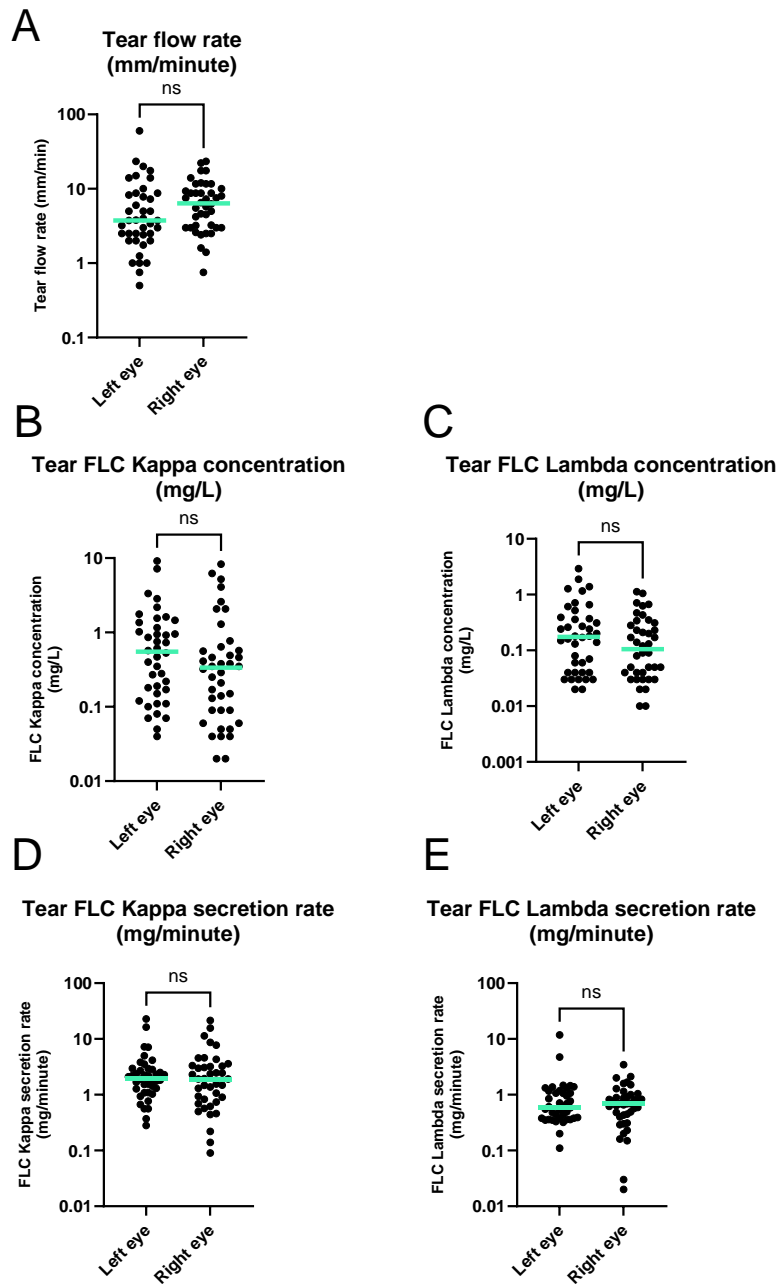 A
Tear flow rate
(mm/minute)
ns
Tear flow rate (mm/min)
100
10
1
0.1
Left eye
Right eye
B
Tear FLC Kappa concentration
(mg/L)
ns
FLC Kappa concentration
(mg/L)
10
1
0.1
0.01
Left eye
Right eye
C
Tear FLC Lambda concentration
(mg/L)
ns
FLC Lambda concentration
(mg/L)
10
1
0.1
0.01
0.001
Left eye
Right eye
D
Tear FLC Kappa secretion rate
(mg/minute)
ns
FLC Kappa secretion rate
(mg/minute)
100
10
1
0.1
0.01
Left eye
Right eye
E
Tear FLC Lambda secretion rate
(mg/minute)
ns
FLC Lambda secretion rate
(mg/minute)
100
10
1
0.1
0.01
Left eye
Right eye